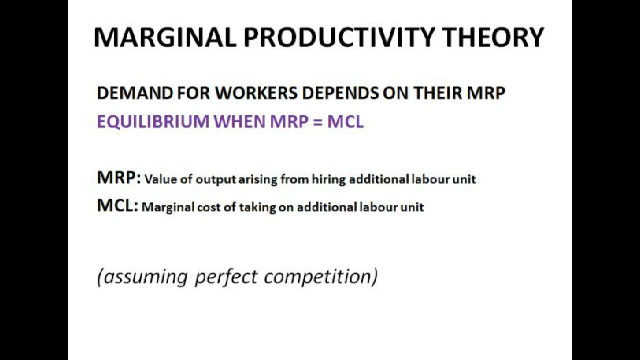 MARGINAL PRODUCTIVITY THEORY
DEMAND FOR WORKERS DEPENDS ON THEIR MRP
EQUILIBRIUM WHEN MRP = MCL
MRP: Value of output arising from hiring additional labour unit
MCL: Marginal cost of taking on additional labour unit
(assuming perfect competition)